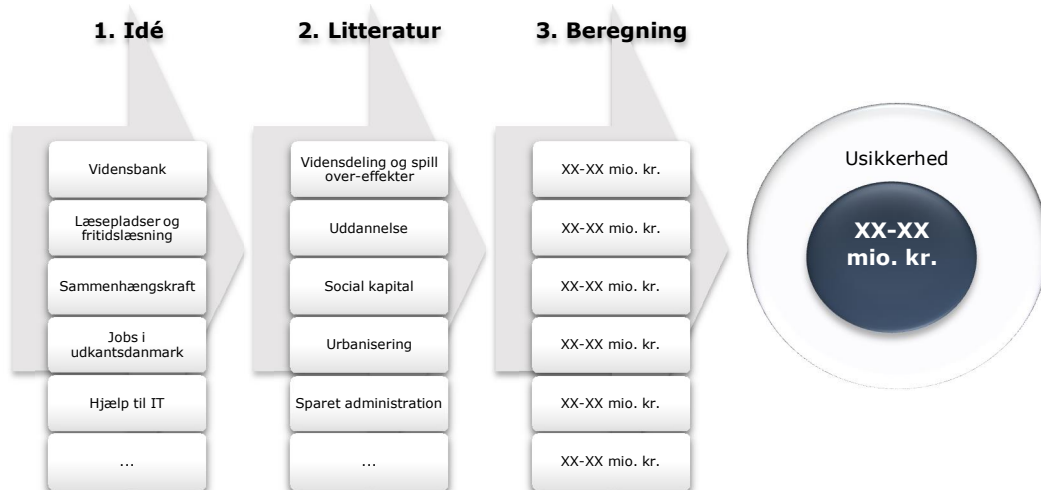 1. Idé
Vidensbank
Læsepladser og
fritidslæsning
Sammenhængskraft
Jobs i
udkantsdanmark
Hjælp til IT
...
2. Litteratur
Vidensdeling og spill
over-effekter
Uddannelse
Social kapital
Urbanisering
Sparet administration
...
3. Beregning
XX-XX mio. kr.
XX-XX mio. kr.
XX-XX mio. kr.
XX-XX mio. kr.
XX-XX mio. kr.
XX-XX mio. kr.
Usikkerhed
XX-XX
mio. kr.